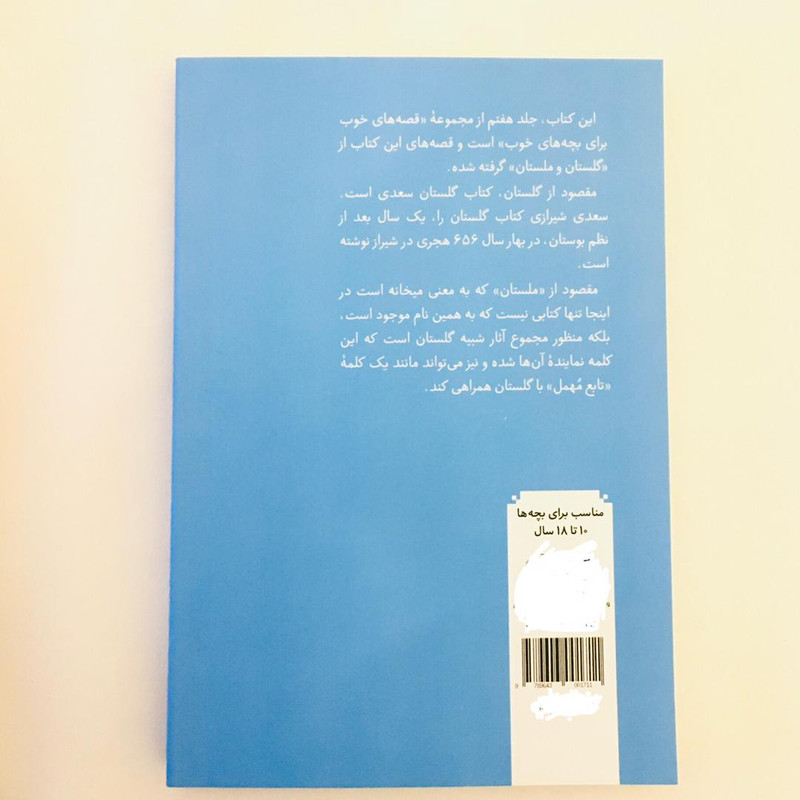 این کتاب، جلد هفتم از مجموعهٔ «قصه‌های خوب
برای بچه‌های خوب» است و قصه‌های این کتاب از
«گلستان و ملستان» گرفته شده.
مقصود از گلستان، کتاب گلستان سعدی است.
سعدی شیرازی کتاب گلستان را، یک سال بعد از
نظم بوستان، در بهار سال ۶۵۶ هجری در شیراز نوشته
است.
مقصود از «ملستان» که به معنی میخانه است در
اینجا تنها کتابی نیست که به همین نام موجود است،
بلکه منظور مجموع آثار شبیه گلستان است که این
کلمه نمایندهٔ آن‌ها شده و نیز می‌تواند مانند یک کلمهٔ
«تابع مُهمل» با گلستان همراهی کند.
مناسب برای بچه‌ها
۱۰ تا ۱۸ سال